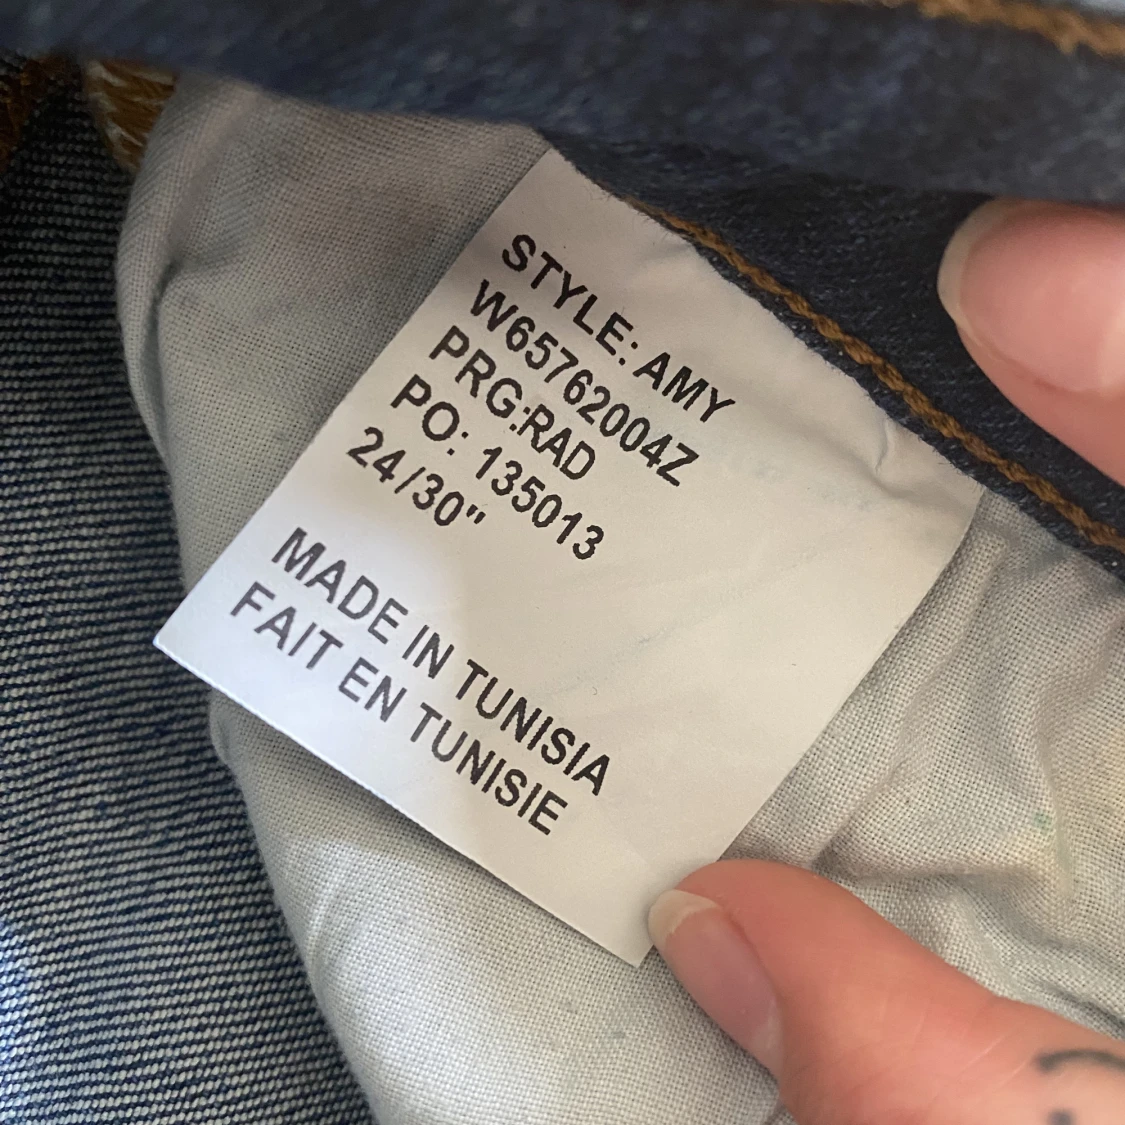 STYLE: AMY
W65762004Z
PRG:RAD
PO: 135013
24/30"
MADE IN TUNISIA
FAIT EN TUNISIE